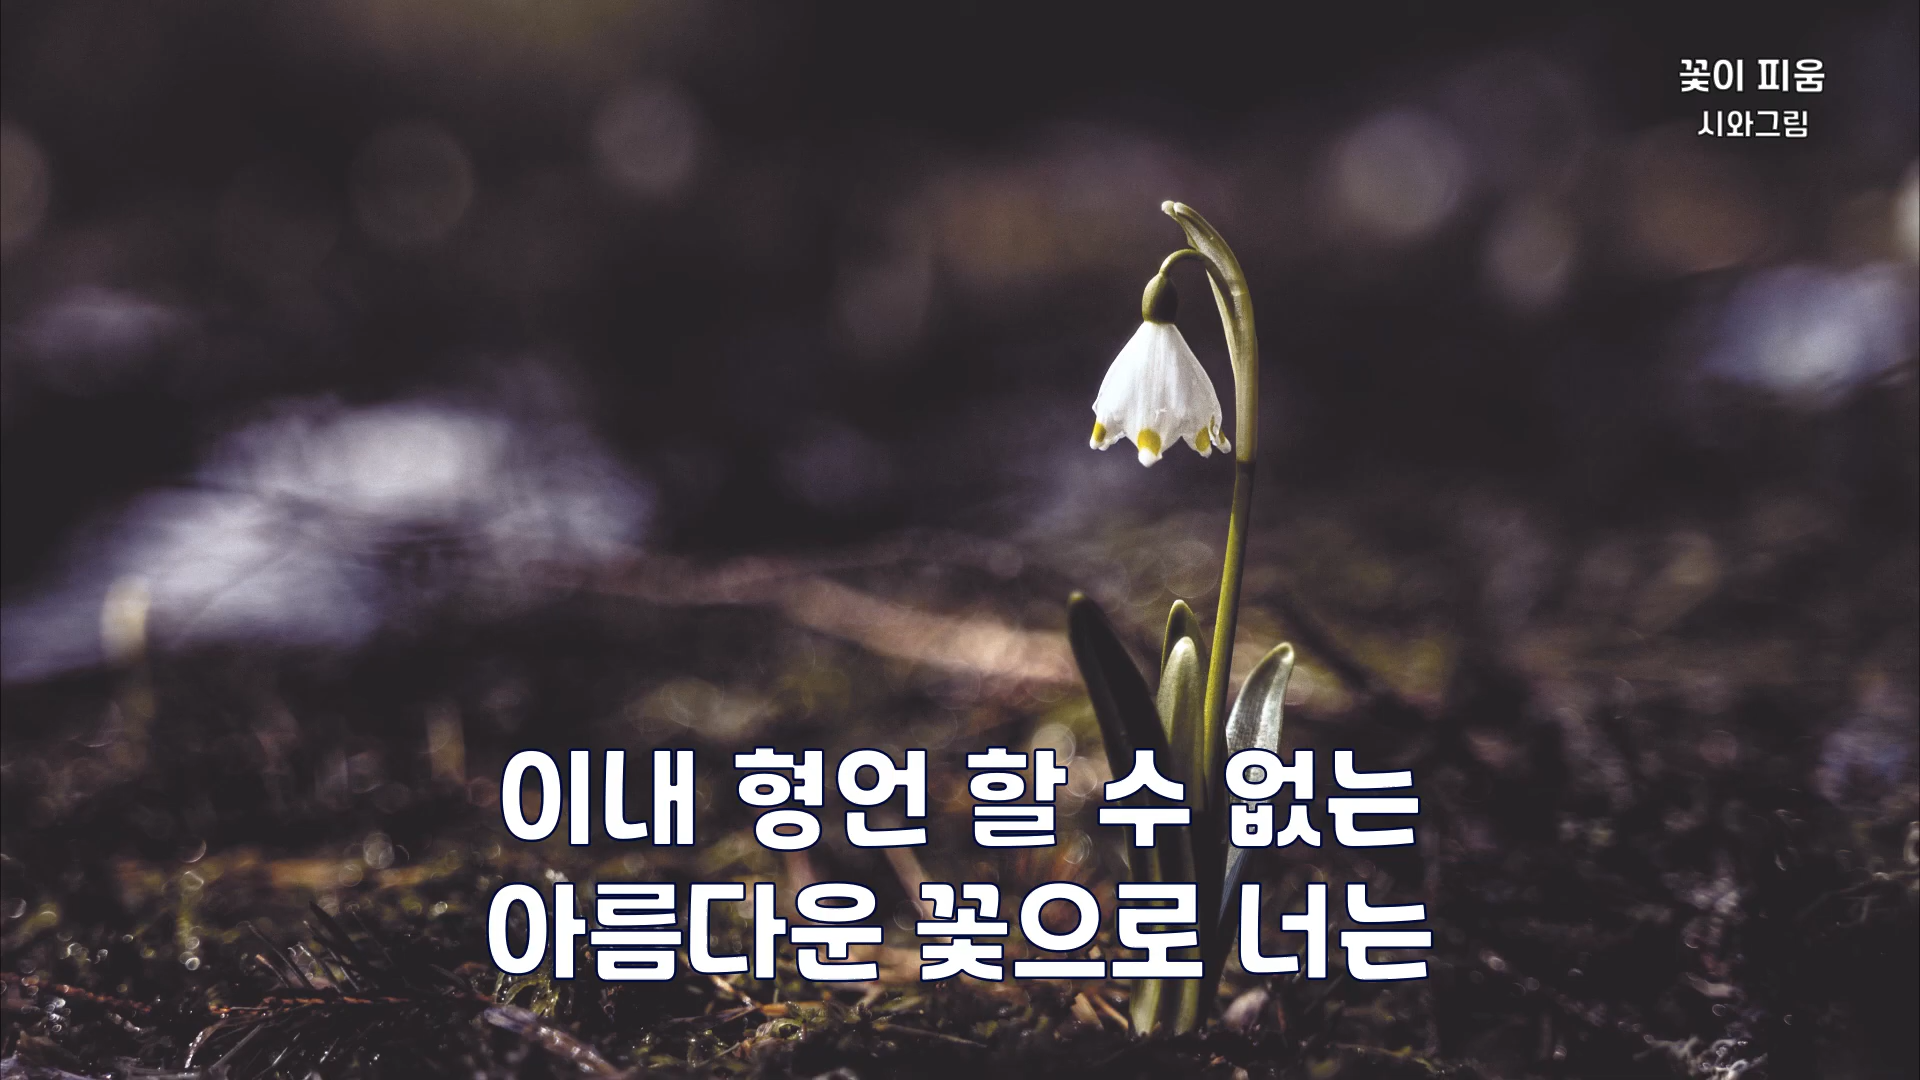 꽃이 피움
시와그림
이내 형언 할 수 없는
아름다운 꽃으로 너는